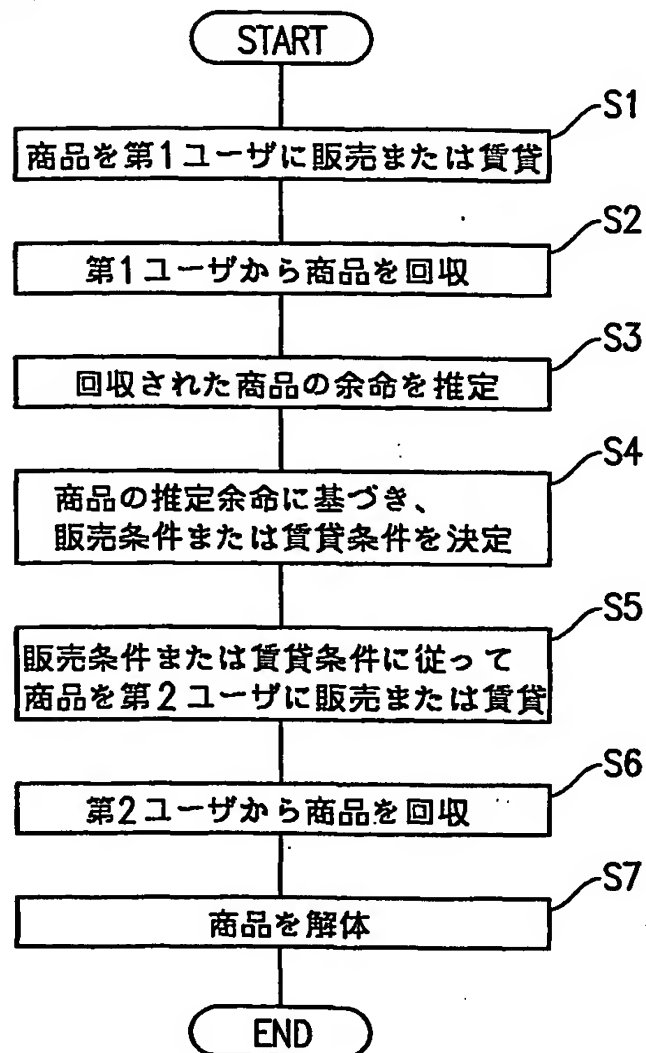 START
S1
商品を第1ユーザに販売または賃貸
S2
第1ユーザから商品を回収
S3
回収された商品の余命を推定
S4
商品の推定余命に基づき、
販売条件または賃貸条件を決定
S5
販売条件または賃貸条件に従って
商品を第2ユーザに販売または賃貸
S6
第2ユーザから商品を回収
S7
商品を解体
END